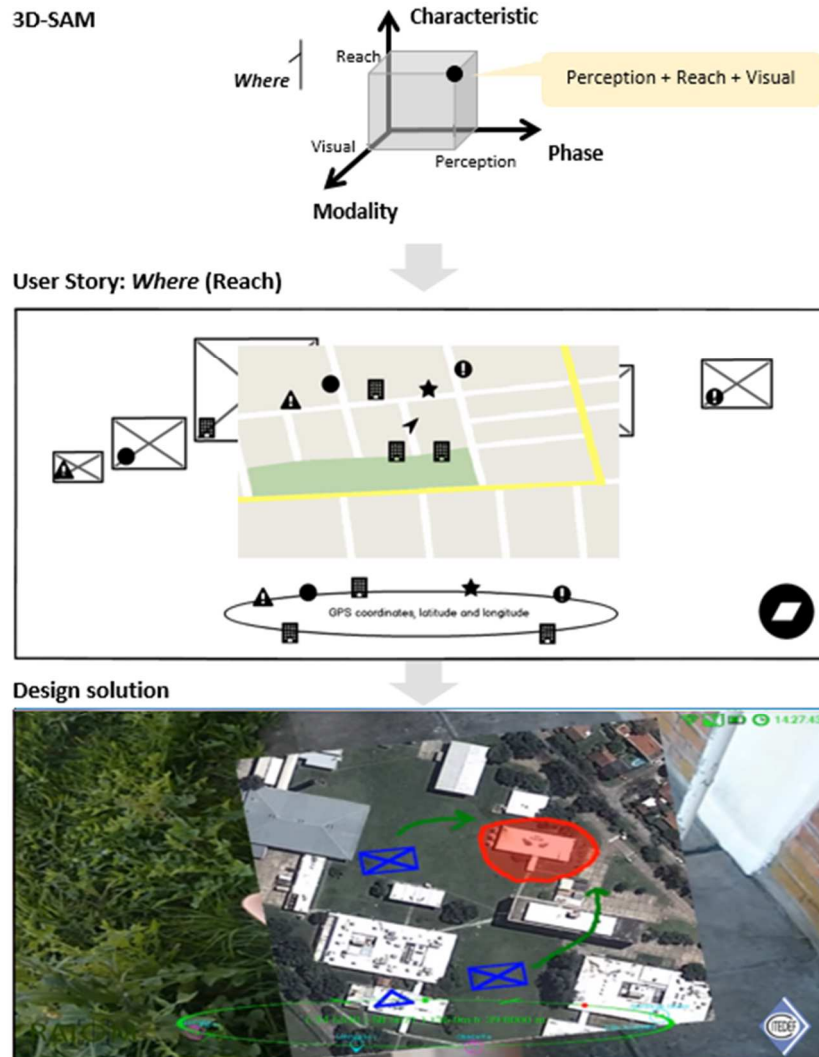 3D-SAM
Characteristic
Reach
Where
Perception + Reach + Visual
Visual
Perception
Phase
Modality
User Story: Where (Reach)
GPS coordinates, latitude and longitude
Design solution
14:27:43
CITEDEF